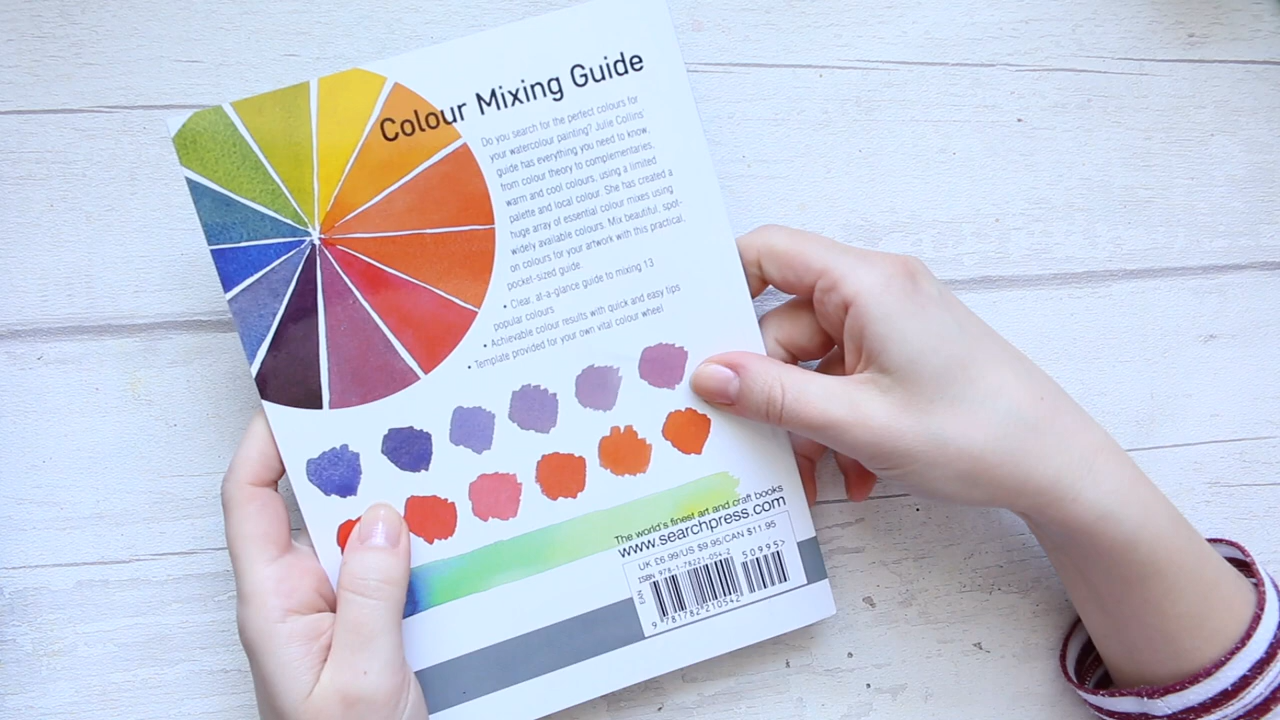 Colour Mixing Guide
Do you search for the perfect colours for
your watercolour painting? Julie Collins'
guide has everything you need to know,
from colour theory to complementaries,
warm and cool colours, using a limited
palette and local colour. She has created a
huge array of essential colour mixes using
widely available colours. Mix beautiful, spot-
on colours for your artwork with this practical,
pocket-sized guide.
• Clear, at-a-glance guide to mixing 13
popular colours
• Achievable colour results with quick and easy tips
• Template provided for your own vital colour wheel
The world's finest art and craft books
www.searchpress.com
UK £6.99/US $9.95/CAN $11.95
ISBN 978-1-78221-054-2
50995>
EAN
9 781782 210542